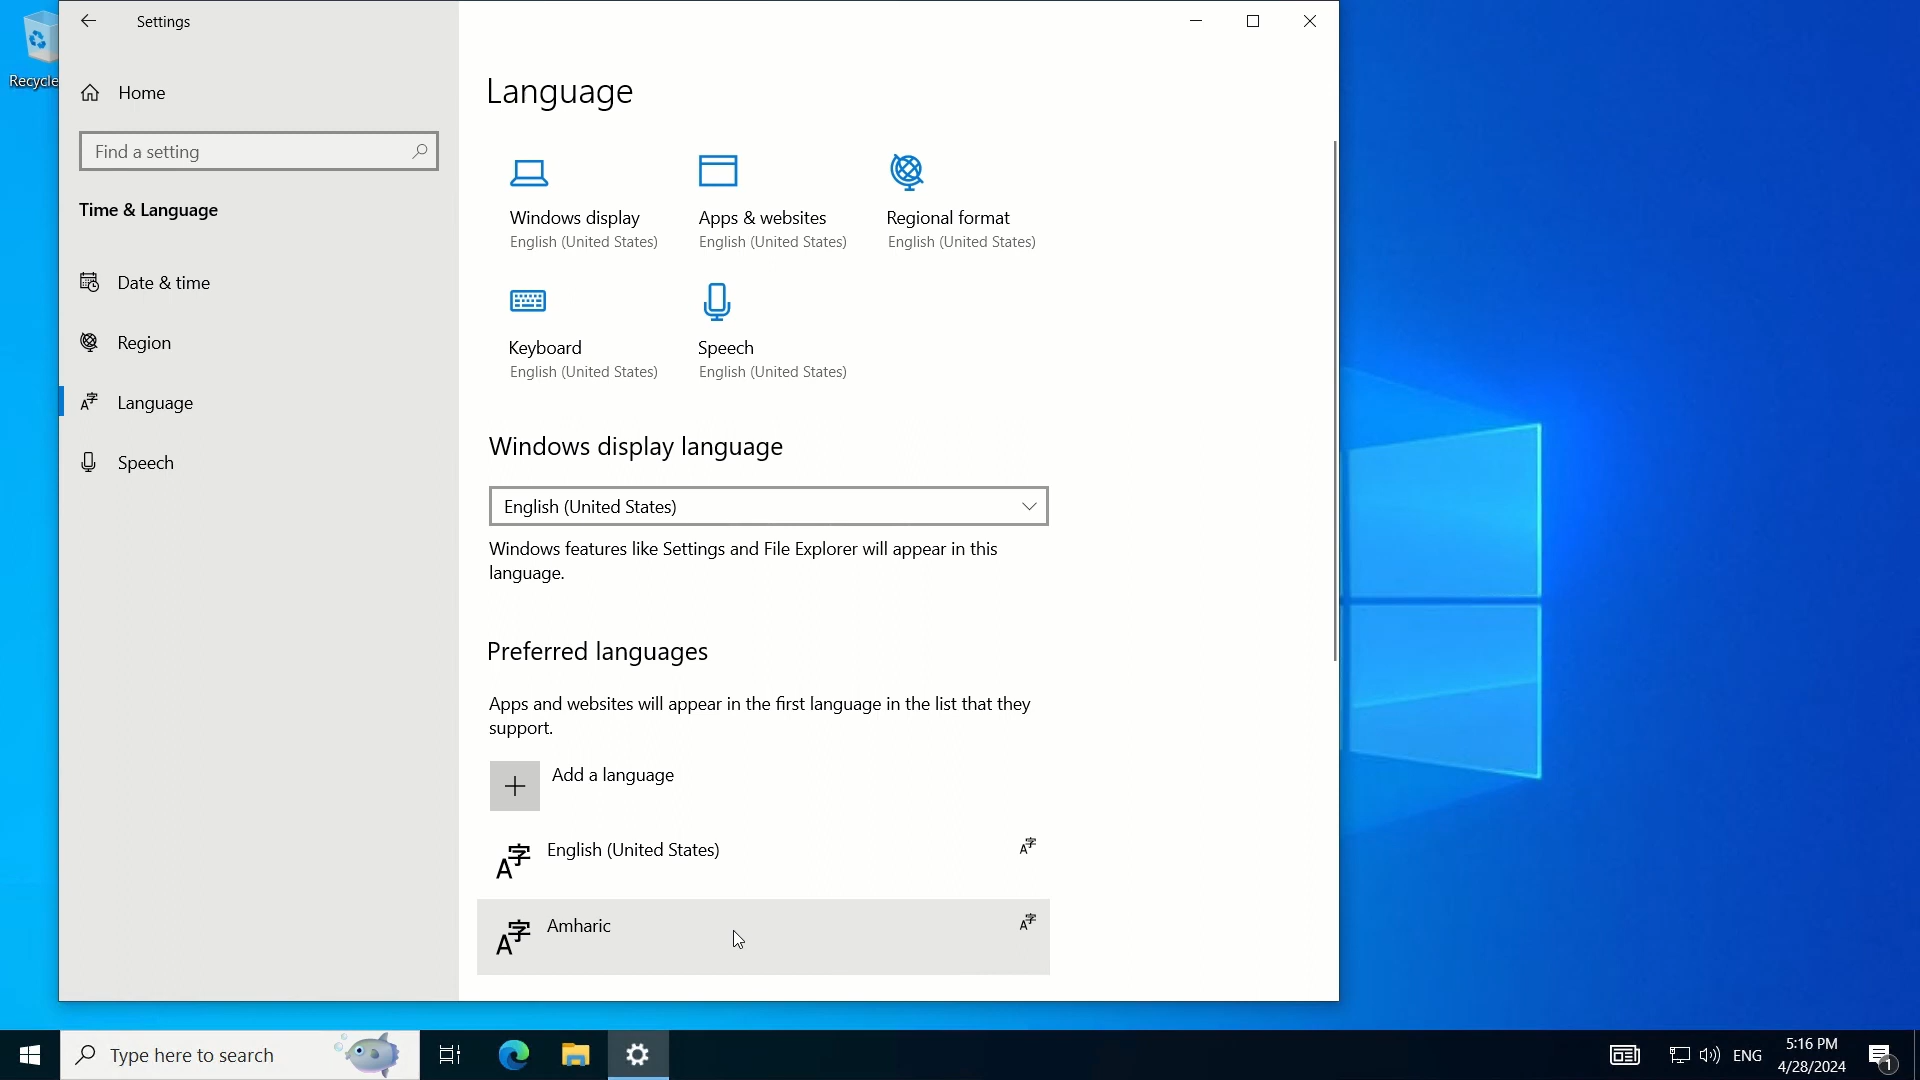 Recycle
Settings
Home
Find a setting
Time & Language
Date & time
Region
Language
Speech
Language
Windows display
English (United States)
Apps & websites
English (United States)
Regional format
English (United States)
Keyboard
English (United States)
Speech
English (United States)
Windows display language
English (United States)
Windows features like Settings and File Explorer will appear in this
language.
Preferred languages
Apps and websites will appear in the first language in the list that they
support.
Add a language
English (United States)
Amharic
Type here to search
ENG
5:16 PM
4/28/2024
1